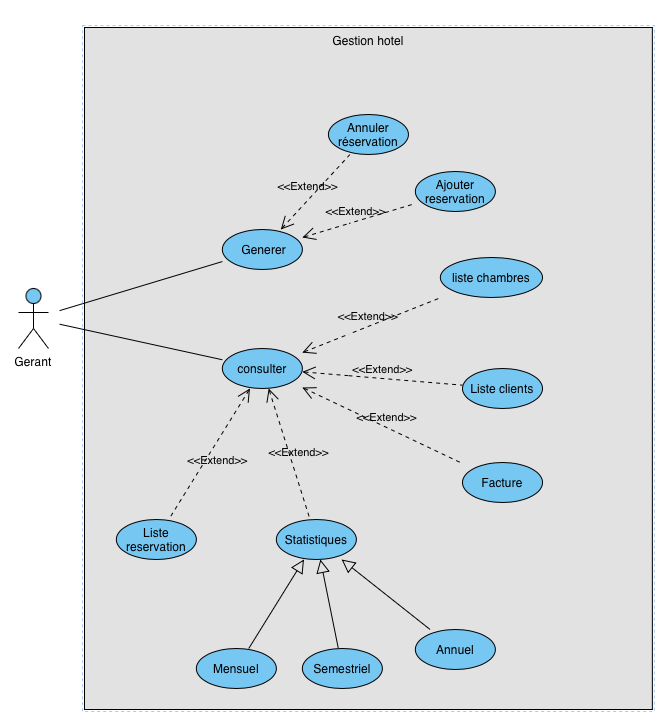 Gestion hotel
Annuler
réservation
<<Extend>>
Ajouter
reservation
<<Extend>>
Génerer
liste chambres
<<Extend>>
Gerant
consulter
<<Extend>>
Liste clients
<<Extend>>
<<Extend>>
<<Extend>>
Facture
Liste
reservation
Statistiques
Mensuel
Semestriel
Annuel